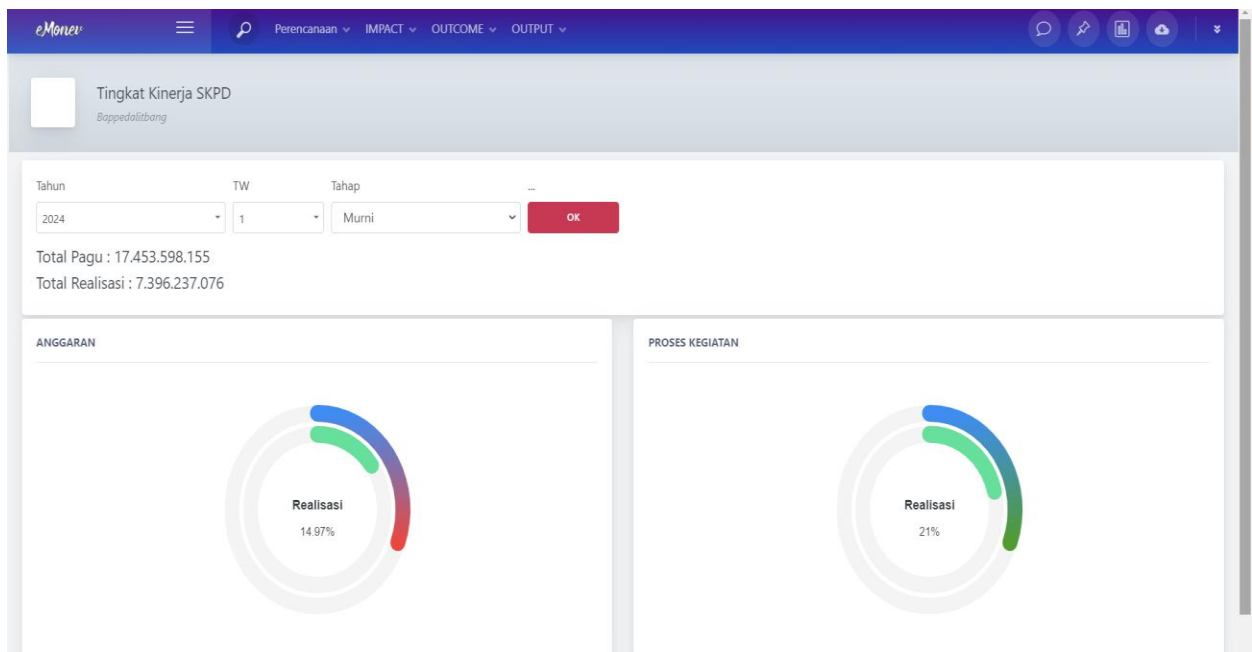 eMonev
Perencanaan IMPACT OUTCOME OUTPUT
Tingkat Kinerja SKPD
Bappedalitbang
Tahun TW Tahap ...
2024 1 Murni OK
Total Pagu : 17.453.598.155
Total Realisasi : 7.396.237.076
ANGGARAN
Realisasi
14.97%
PROSES KEGIATAN
Realisasi
21%